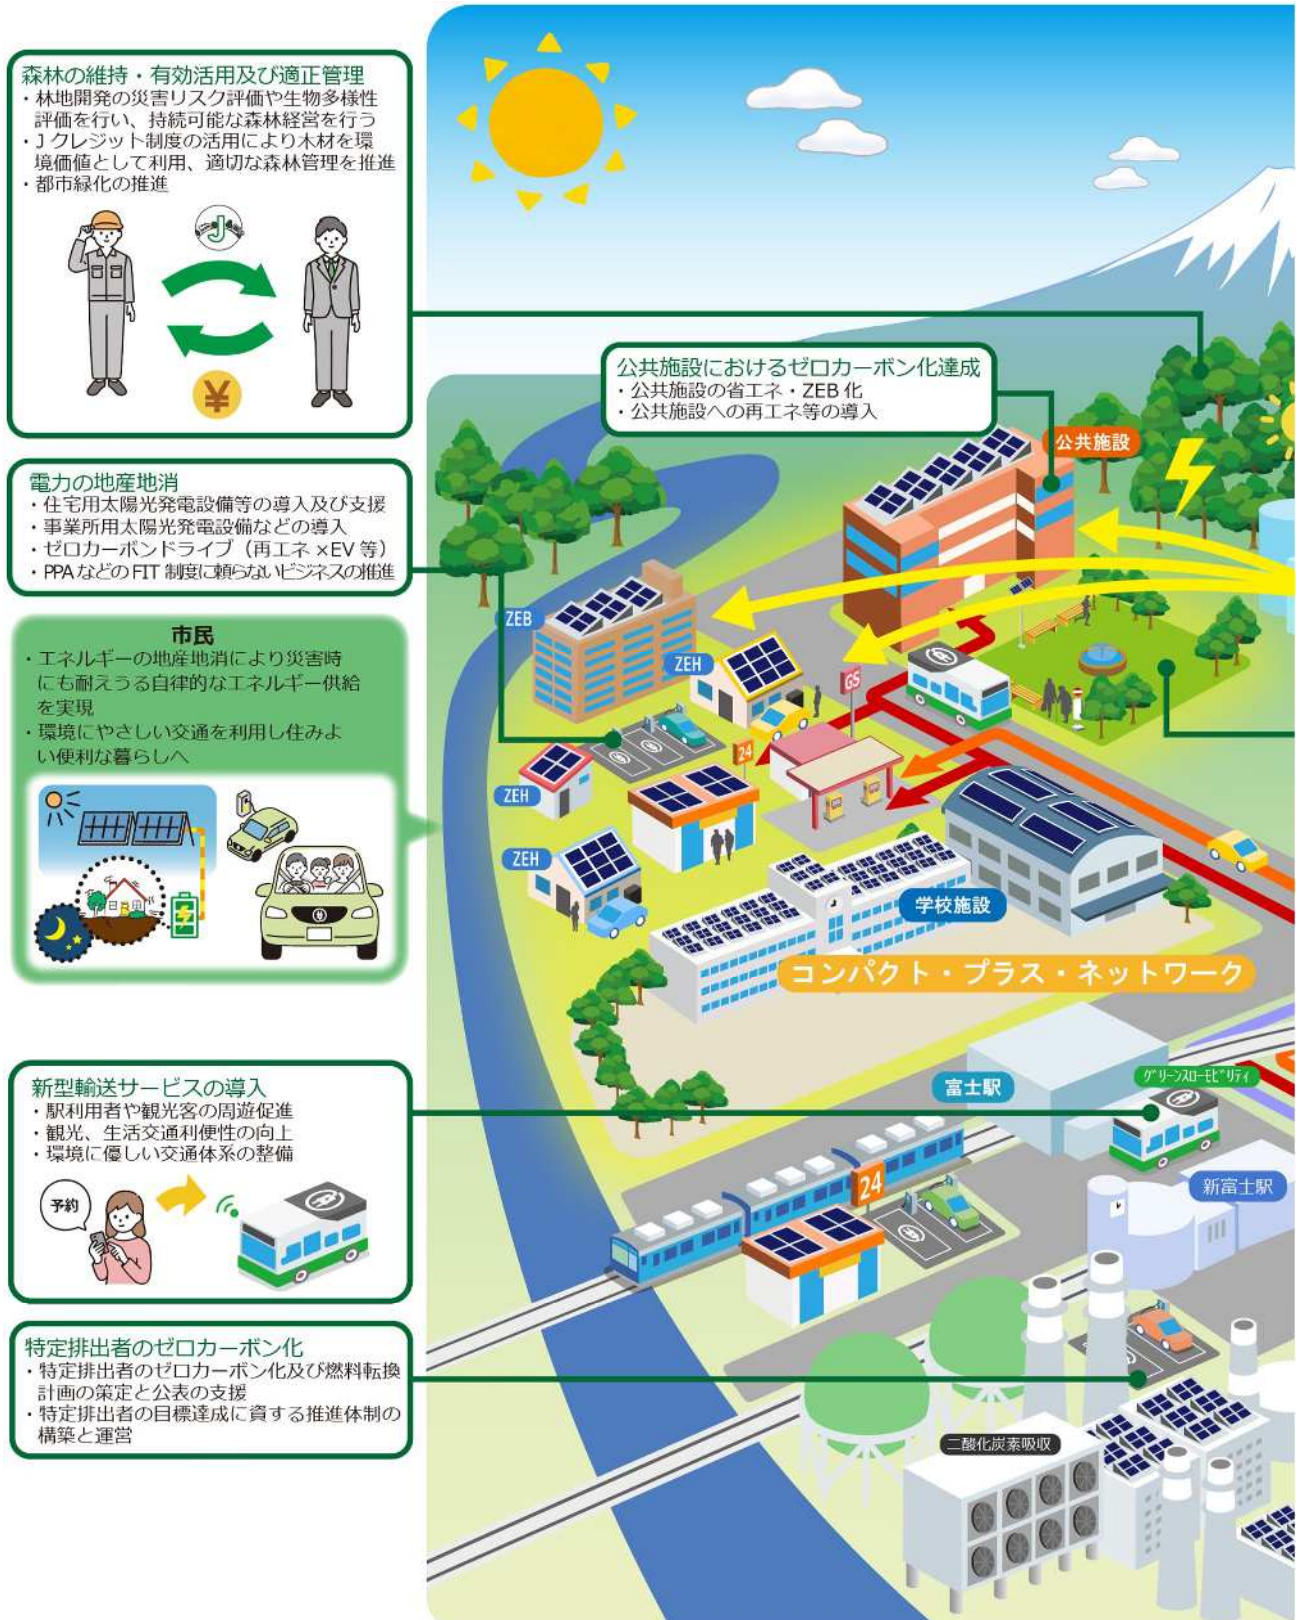 森林の維持・有効活用及び適正管理
・林地開発の災害リスク評価や生物多様性
評価を行い、持続可能な森林経営を行う
・Jクレジット制度の活用により木材を環
境価値として利用、適切な森林管理を推進
・都市緑化の推進
J
¥
公共施設におけるゼロカーボン化達成
・公共施設の省エネ・ZEB化
・公共施設への再エネ等の導入
公共施設
電力の地産地消
・住宅用太陽光発電設備等の導入及び支援
・事業所用太陽光発電設備などの導入
・ゼロカーボンドライブ（再エネ×EV等）
・PPAなどのFIT制度に頼らないビジネスの推進
ZEB
ZEH
GS
24
ZEH
ZEH
市民
・エネルギーの地産地消により災害時
にも耐えうる自律的なエネルギー供給
を実現
・環境にやさしい交通を利用し住みよ
い便利な暮らしへ
学校施設
コンパクト・プラス・ネットワーク
新型輸送サービスの導入
・駅利用者や観光客の周遊促進
・観光、生活交通利便性の向上
・環境に優しい交通体系の整備
予約
富士駅
ｸﾞﾘｰﾝｽﾛｰﾓﾋﾞﾘﾃｨ
24
新富士駅
特定排出者のゼロカーボン化
・特定排出者のゼロカーボン化及び燃料転換
計画の策定と公表の支援
・特定排出者の目標達成に資する推進体制の
構築と運営
二酸化炭素吸収